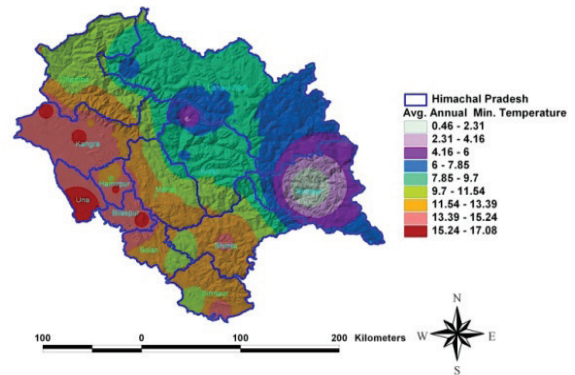 Kangra
Hamirpur
Una
Mandi
Bilaspur
Solan
Shimla
Sirmaur
Himachal Pradesh
Avg. Annual Min. Temperature
0.46 - 2.31
2.31 - 4.16
4.16 - 6
6 - 7.85
7.85 - 9.7
9.7 - 11.54
11.54 - 13.39
13.39 - 15.24
15.24 - 17.08
N
W E
S
100 0 100 200 Kilometers